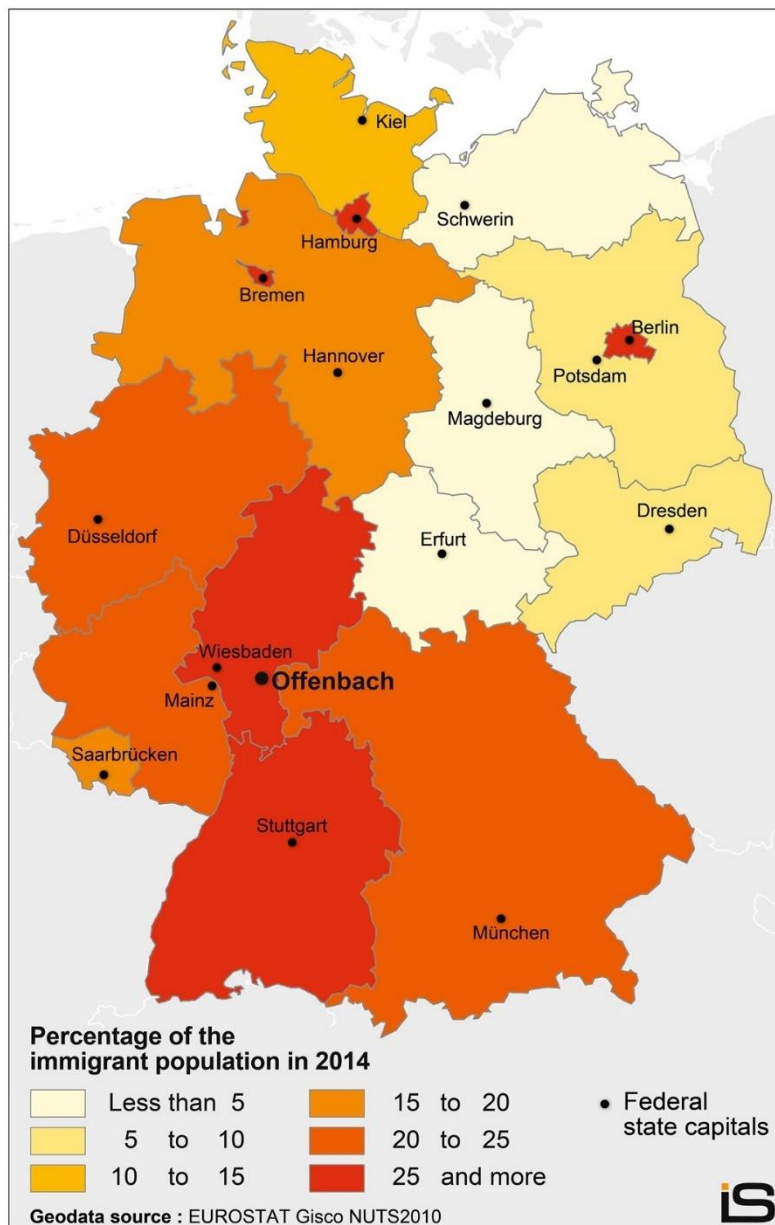 Kiel
Schwerin
Hamburg
Bremen
Berlin
Hannover
Potsdam
Magdeburg
Düsseldorf
Erfurt
Dresden
Wiesbaden
Offenbach
Mainz
Saarbrücken
Stuttgart
München
Percentage of the
immigrant population in 2014
Less than 5
5 to 10
10 to 15
15 to 20
20 to 25
25 and more
Federal
state capitals
Geodata source : EUROSTAT Gisco NUTS2010
iS